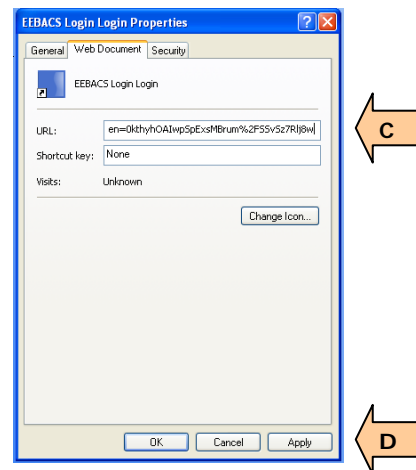 EEBACS Login Login Properties
General Web Document Security
EEBACS Login Login
URL: en=0kthyhOAIwpSpExsMBrum%2FS5vSz7Rlj8w
C
Shortcut key: None
Visits: Unknown
Change Icon...
OK Cancel Apply
D